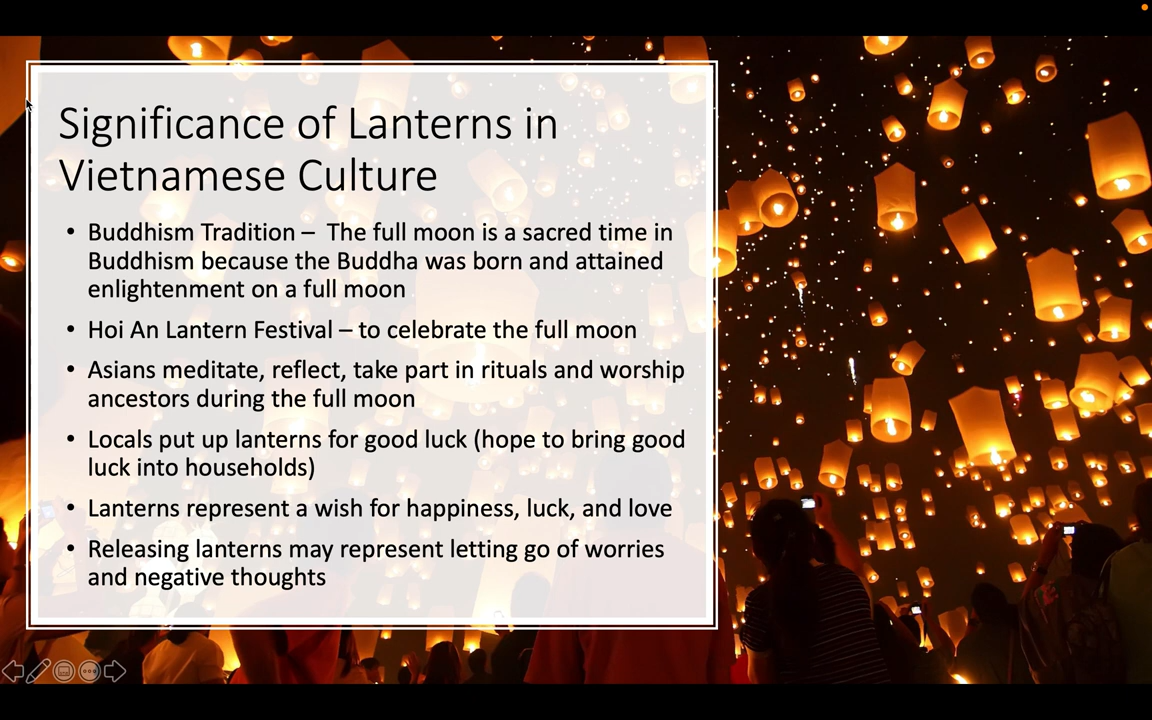 Significance of Lanterns in
Vietnamese Culture
• Buddhism Tradition – The full moon is a sacred time in
Buddhism because the Buddha was born and attained
enlightenment on a full moon
• Hoi An Lantern Festival – to celebrate the full moon
• Asians meditate, reflect, take part in rituals and worship
ancestors during the full moon
• Locals put up lanterns for good luck (hope to bring good
luck into households)
• Lanterns represent a wish for happiness, luck, and love
• Releasing lanterns may represent letting go of worries
and negative thoughts